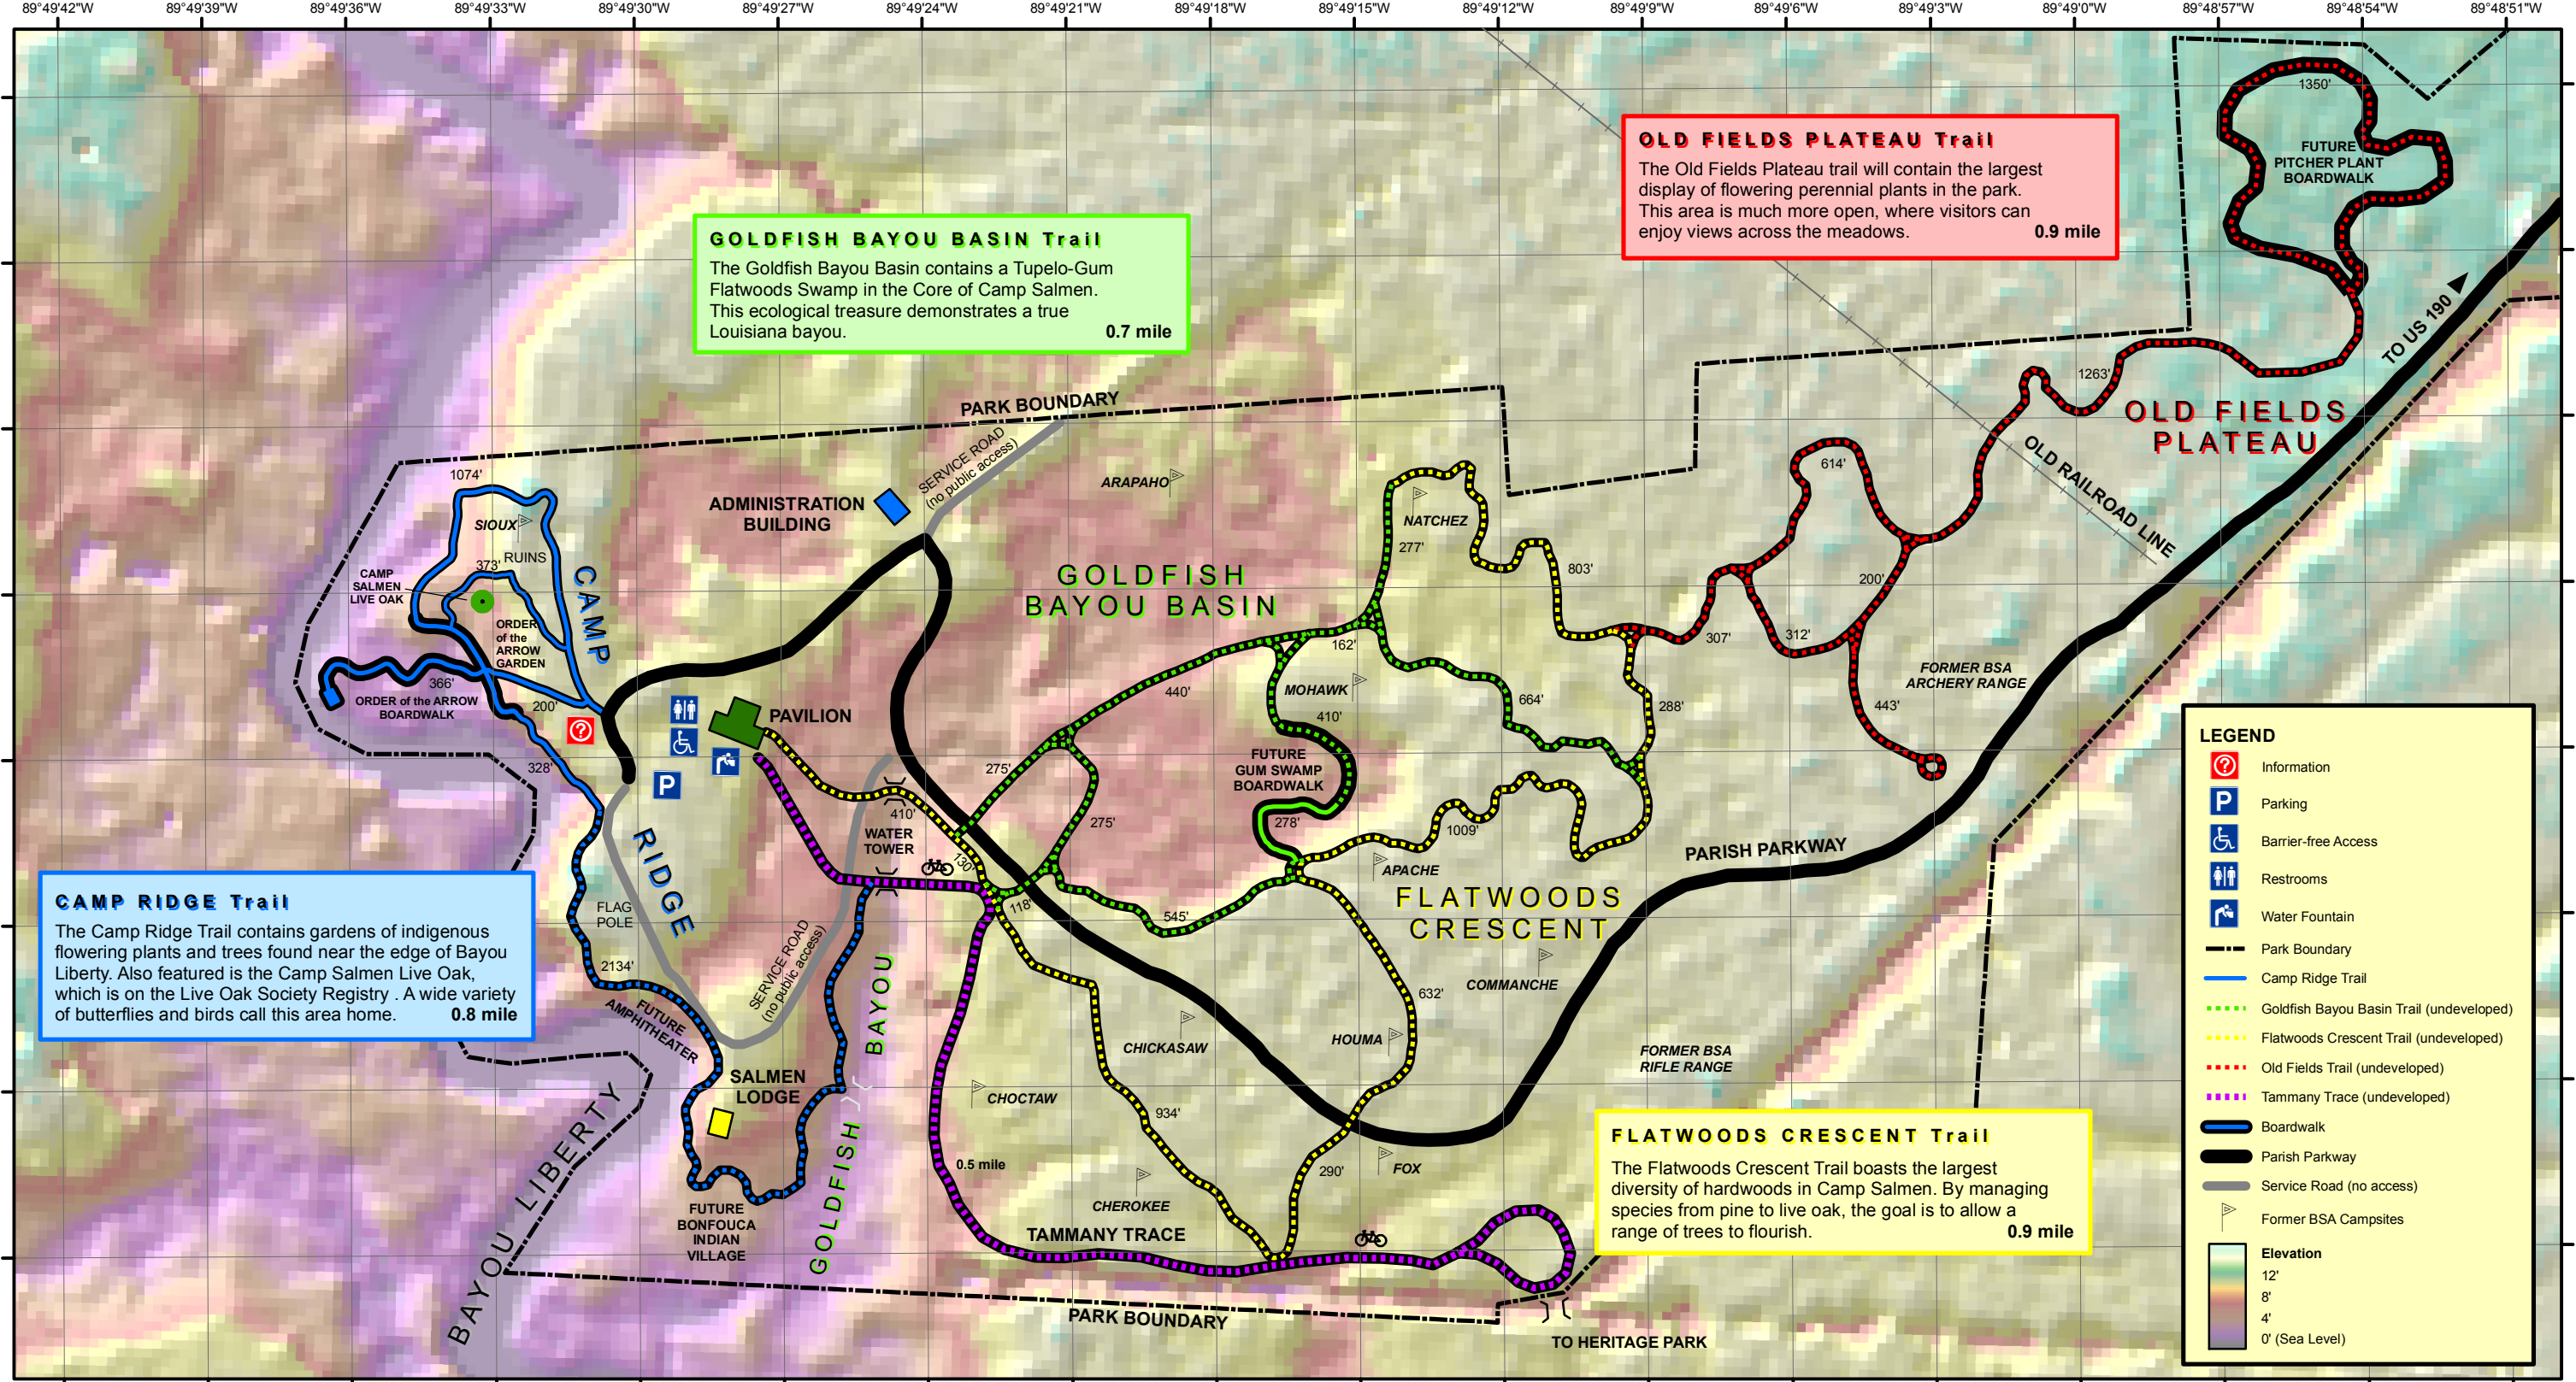 89°49'42"W
89°49'39"W
89°49'36"W
89°49'33"W
89°49'30"W
89°49'27"W
89°49'24"W
89°49'21"W
89°49'18"W
89°49'15"W
89°49'12"W
89°49'9"W
89°49'6"W
89°49'3"W
89°49'0"W
89°48'57"W
89°48'54"W
89°48'51"W
1350'
FUTURE
PITCHER PLANT
BOARDWALK
OLD FIELDS PLATEAU Trail
The Old Fields Plateau trail will contain the largest
display of flowering perennial plants in the park.
This area is much more open, where visitors can
enjoy views across the meadows. 0.9 mile
GOLDFISH BAYOU BASIN Trail
The Goldfish Bayou Basin contains a Tupelo-Gum
Flatwoods Swamp in the Core of Camp Salmen.
This ecological treasure demonstrates a true
Louisiana bayou. 0.7 mile
TO US 190
1263'
OLD FIELDS
PLATEAU
OLD RAILROAD LINE
PARK BOUNDARY
SERVICE ROAD
(no public access)
ARAPAHO
ADMINISTRATION
BUILDING
1074'
SIOUX
RUINS
373'
CAMP
SALMEN
LIVE OAK
ORDER
of the
ARROW
GARDEN
CAMP
RIDGE
366'
ORDER of the ARROW
BOARDWALK
200'
328'
PAVILION
GOLDFISH
BAYOU BASIN
NATCHEZ
277'
803'
614'
200'
307'
312'
443'
FORMER BSA
ARCHERY RANGE
162'
440'
MOHAWK
410'
664'
288'
FUTURE
GUM SWAMP
BOARDWALK
278'
275'
275'
410'
WATER
TOWER
130'
118'
545'
1009'
APACHE
PARISH PARKWAY
FLATWOODS
CRESCENT
COMMANCHE
632'
HOUMA
CHICKASAW
CHOCTAW
934'
CHEROKEE
290'
FOX
FORMER BSA
RIFLE RANGE
FLAG
POLE
2134'
FUTURE
AMPHITHEATER
SERVICE ROAD
(no public access)
SALMEN
LODGE
FUTURE
BONFOUCA
INDIAN
VILLAGE
GOLDFISH BAYOU
BAYOU LIBERTY
0.5 mile
TAMMANY TRACE
PARK BOUNDARY
TO HERITAGE PARK
CAMP RIDGE Trail
The Camp Ridge Trail contains gardens of indigenous
flowering plants and trees found near the edge of Bayou
Liberty. Also featured is the Camp Salmen Live Oak,
which is on the Live Oak Society Registry . A wide variety
of butterflies and birds call this area home. 0.8 mile
FLATWOODS CRESCENT Trail
The Flatwoods Crescent Trail boasts the largest
diversity of hardwoods in Camp Salmen. By managing
species from pine to live oak, the goal is to allow a
range of trees to flourish. 0.9 mile
LEGEND
? Information
P Parking
Barrier-free Access
Restrooms
Water Fountain
Park Boundary
Camp Ridge Trail
Goldfish Bayou Basin Trail (undeveloped)
Flatwoods Crescent Trail (undeveloped)
Old Fields Trail (undeveloped)
Tammany Trace (undeveloped)
Boardwalk
Parish Parkway
Service Road (no access)
Former BSA Campsites
Elevation
12'
8'
4'
0' (Sea Level)
?
P